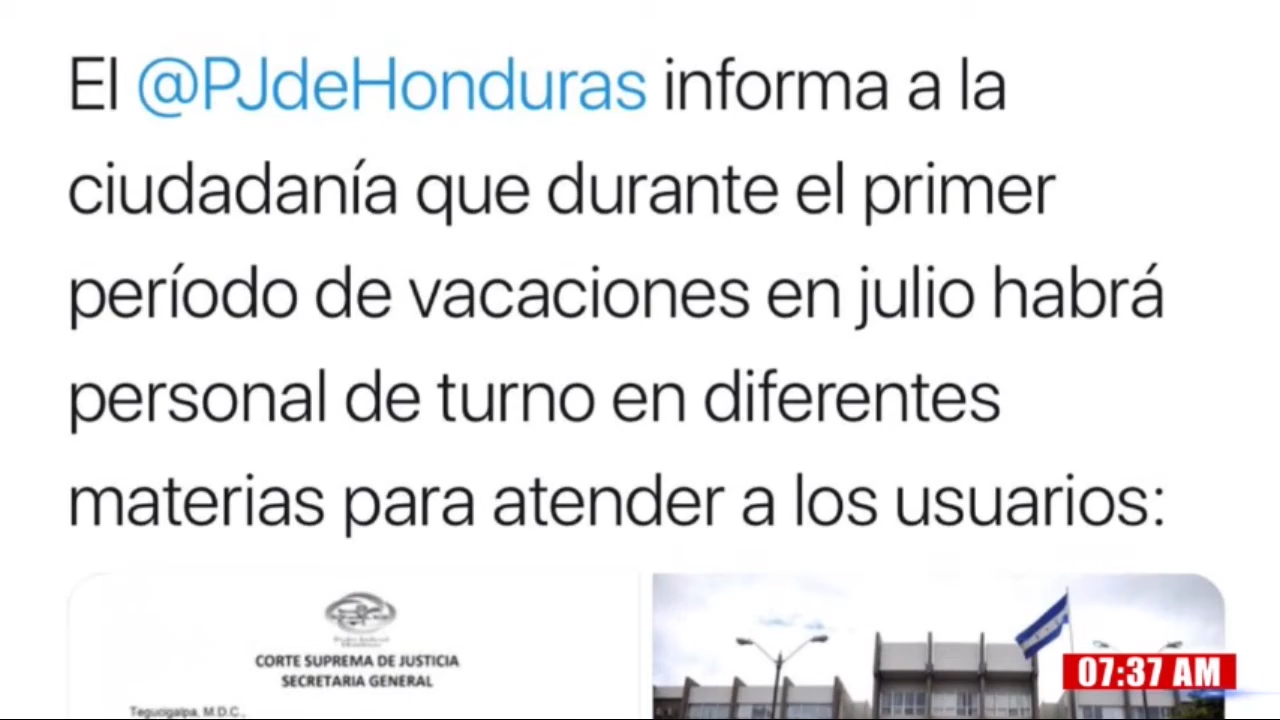 El @PJdeHonduras informa a la
ciudadanía que durante el primer
período de vacaciones en julio habrá
personal de turno en diferentes
materias para atender a los usuarios:
CORTE SUPREMA DE JUSTICIA
SECRETARIA GENERAL
Tegucigalpa, M.D.C.,
07:37 AM